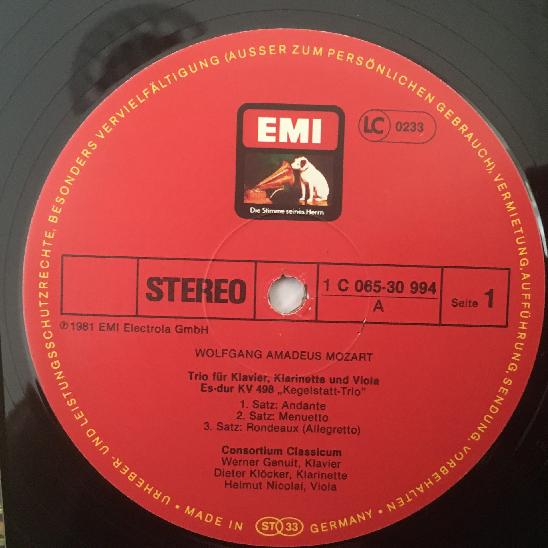 URHEBER- UND LEISTUNGSSCHUTZRECHTE, BESONDERS VERVIELFÄLTIGUNG (AUSSER ZUM PERSÖNLICHEN GEBRAUCH), VERMIETUNG, AUFFÜHRUNG, SENDUNG, VORBEHALTEN
EMI
LC 0233
Die Stimme seines Herrn
STEREO
1 C 065-30 994
A
Seite 1
℗1981 EMI Electrola GmbH
WOLFGANG AMADEUS MOZART
Trio für Klavier, Klarinette und Viola
Es-dur KV 498 „Kegelstatt-Trio"
1. Satz: Andante
2. Satz: Menuetto
3. Satz: Rondeaux (Allegretto)
Consortium Classicum
Werner Genuit, Klavier
Dieter Klöcker, Klarinette
Helmut Nicolai, Viola
• MADE IN ST 33 GERMANY •